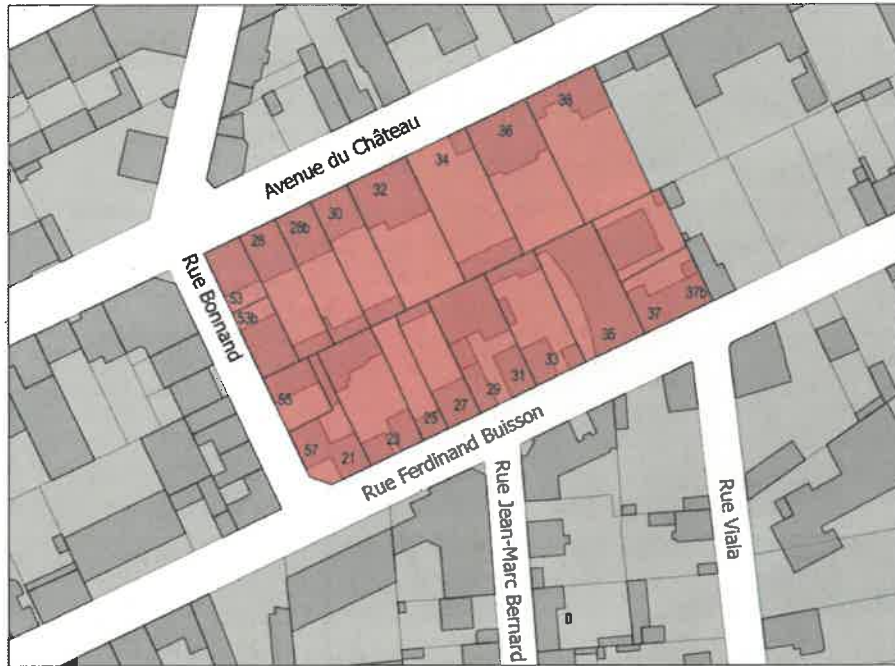 Avenue du Château
38
36
34
32
30
28b
28
Rue Bonnand
53
53b
55
57
21
23
25
27
29
31
33
35
37
37b
Rue Ferdinand Buisson
Rue Jean-Marc Bernard
Rue Viala